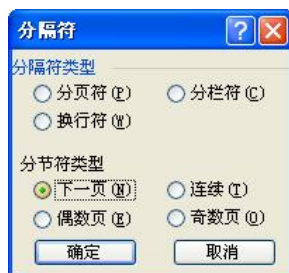 分隔符
分隔符类型
分页符(P) 分栏符(C)
换行符(W)
分节符类型
下一页(N) 连续(T)
偶数页(E) 奇数页(O)
确定 取消